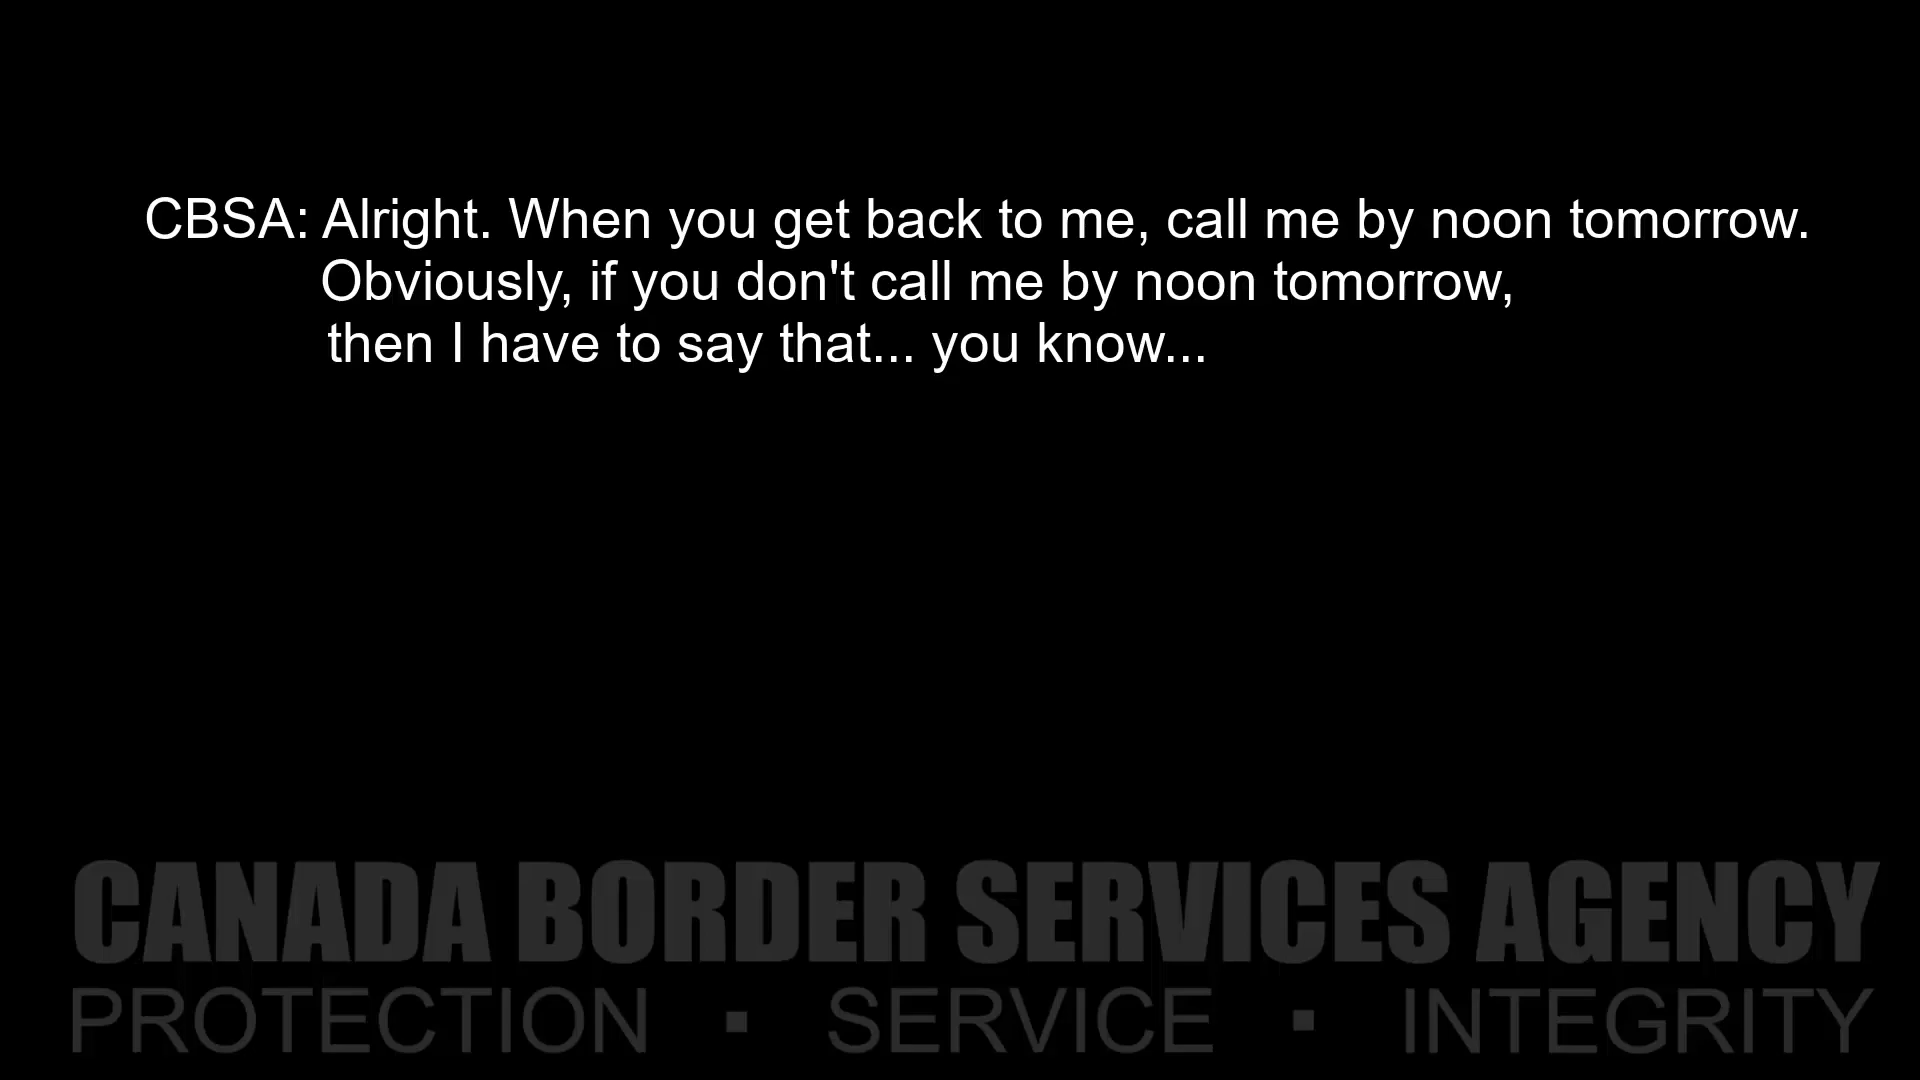 CBSA: Alright. When you get back to me, call me by noon tomorrow.
Obviously, if you don't call me by noon tomorrow,
then I have to say that... you know...
CANADA BORDER SERVICES AGENCY
PROTECTION ▪ SERVICE ▪ INTEGRITY